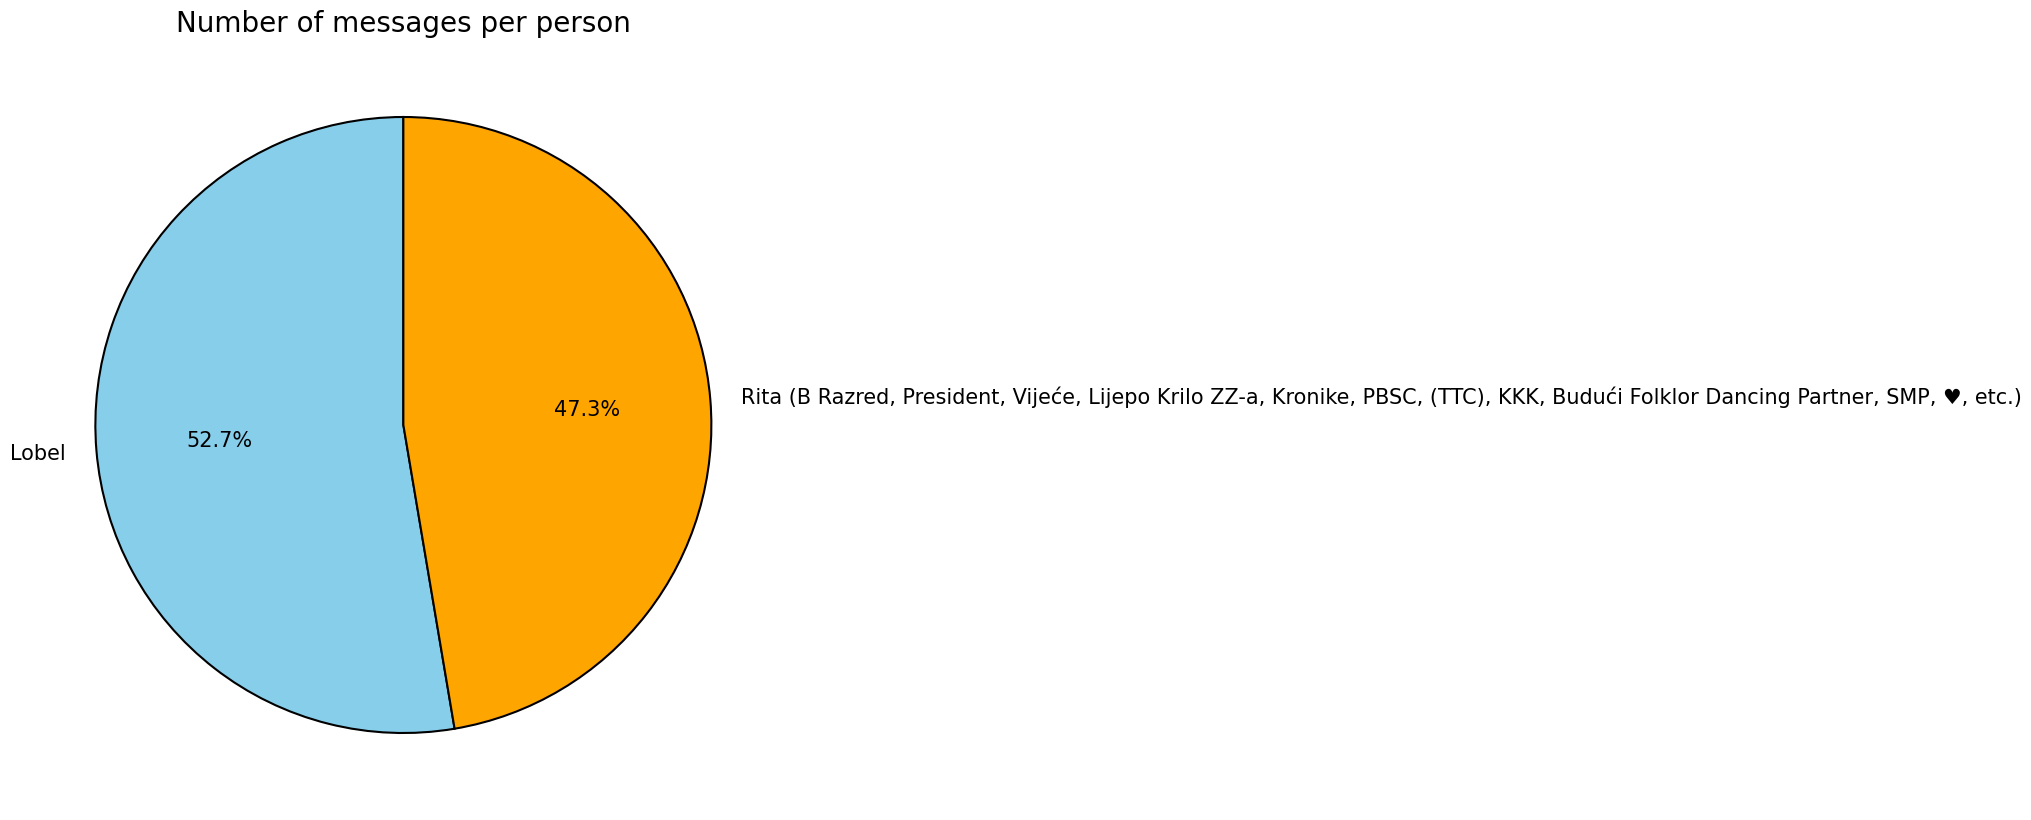 Number of messages per person
47.3%
Rita (B Razred, President, Vijeće, Lijepo Krilo ZZ-a, Kronike, PBSC, (TTC), KKK, Budući Folklor Dancing Partner, SMP, ♥, etc.)
52.7%
Lobel